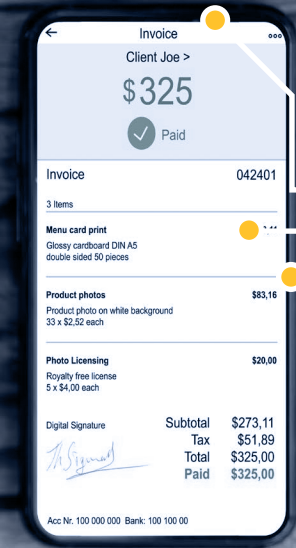 Invoice
Client Joe >
$325
Paid
Invoice 042401
3 Items
Menu card print
Glossy cardboard DIN A5
double sided 50 pieces
Product photos $83,16
Product photo on white background
33 x $2,52 each
Photo Licensing $20,00
Royalty free license
5 x $4,00 each
Digital Signature
Subtotal $273,11
Tax $51,89
Total $325,00
Paid $325,00
Acc Nr. 100 000 000 Bank: 100 100 00